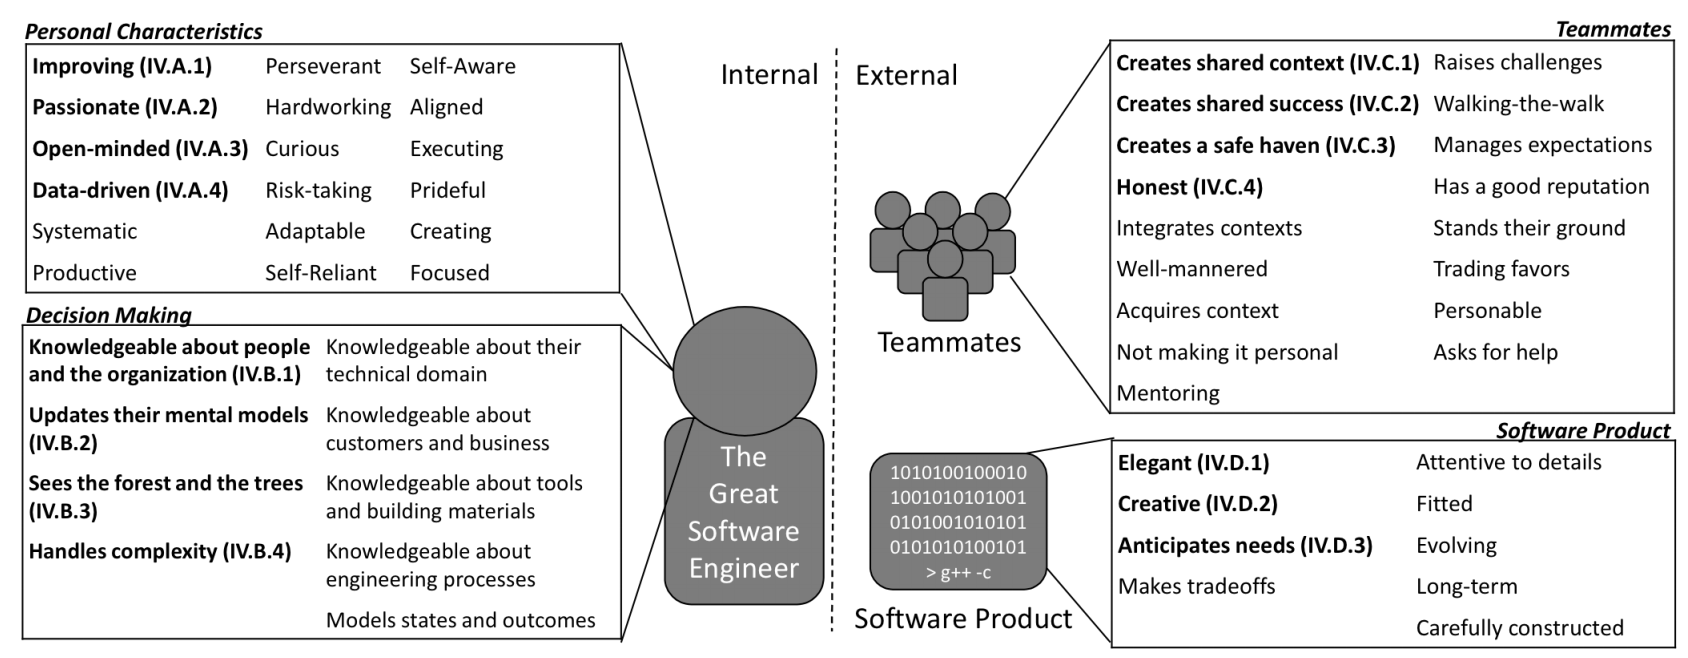 Personal Characteristics
Improving (IV.A.1) Perseverant Self-Aware
Passionate (IV.A.2) Hardworking Aligned
Open-minded (IV.A.3) Curious Executing
Data-driven (IV.A.4) Risk-taking Prideful
Systematic Adaptable Creating
Productive Self-Reliant Focused
Decision Making
Knowledgeable about people
and the organization (IV.B.1)
Updates their mental models
(IV.B.2)
Sees the forest and the trees
(IV.B.3)
Handles complexity (IV.B.4)
Knowledgeable about their
technical domain
Knowledgeable about
customers and business
Knowledgeable about tools
and building materials
Knowledgeable about
engineering processes
Models states and outcomes
Internal
External
The
Great
Software
Engineer
Teammates
1010100100010
1001010101001
0101001010101
0101010100101
> g++ -c
Software Product
Teammates
Creates shared context (IV.C.1) Raises challenges
Creates shared success (IV.C.2) Walking-the-walk
Creates a safe haven (IV.C.3) Manages expectations
Honest (IV.C.4) Has a good reputation
Integrates contexts Stands their ground
Well-mannered Trading favors
Acquires context Personable
Not making it personal Asks for help
Mentoring
Software Product
Elegant (IV.D.1) Attentive to details
Creative (IV.D.2) Fitted
Anticipates needs (IV.D.3) Evolving
Makes tradeoffs Long-term
Carefully constructed